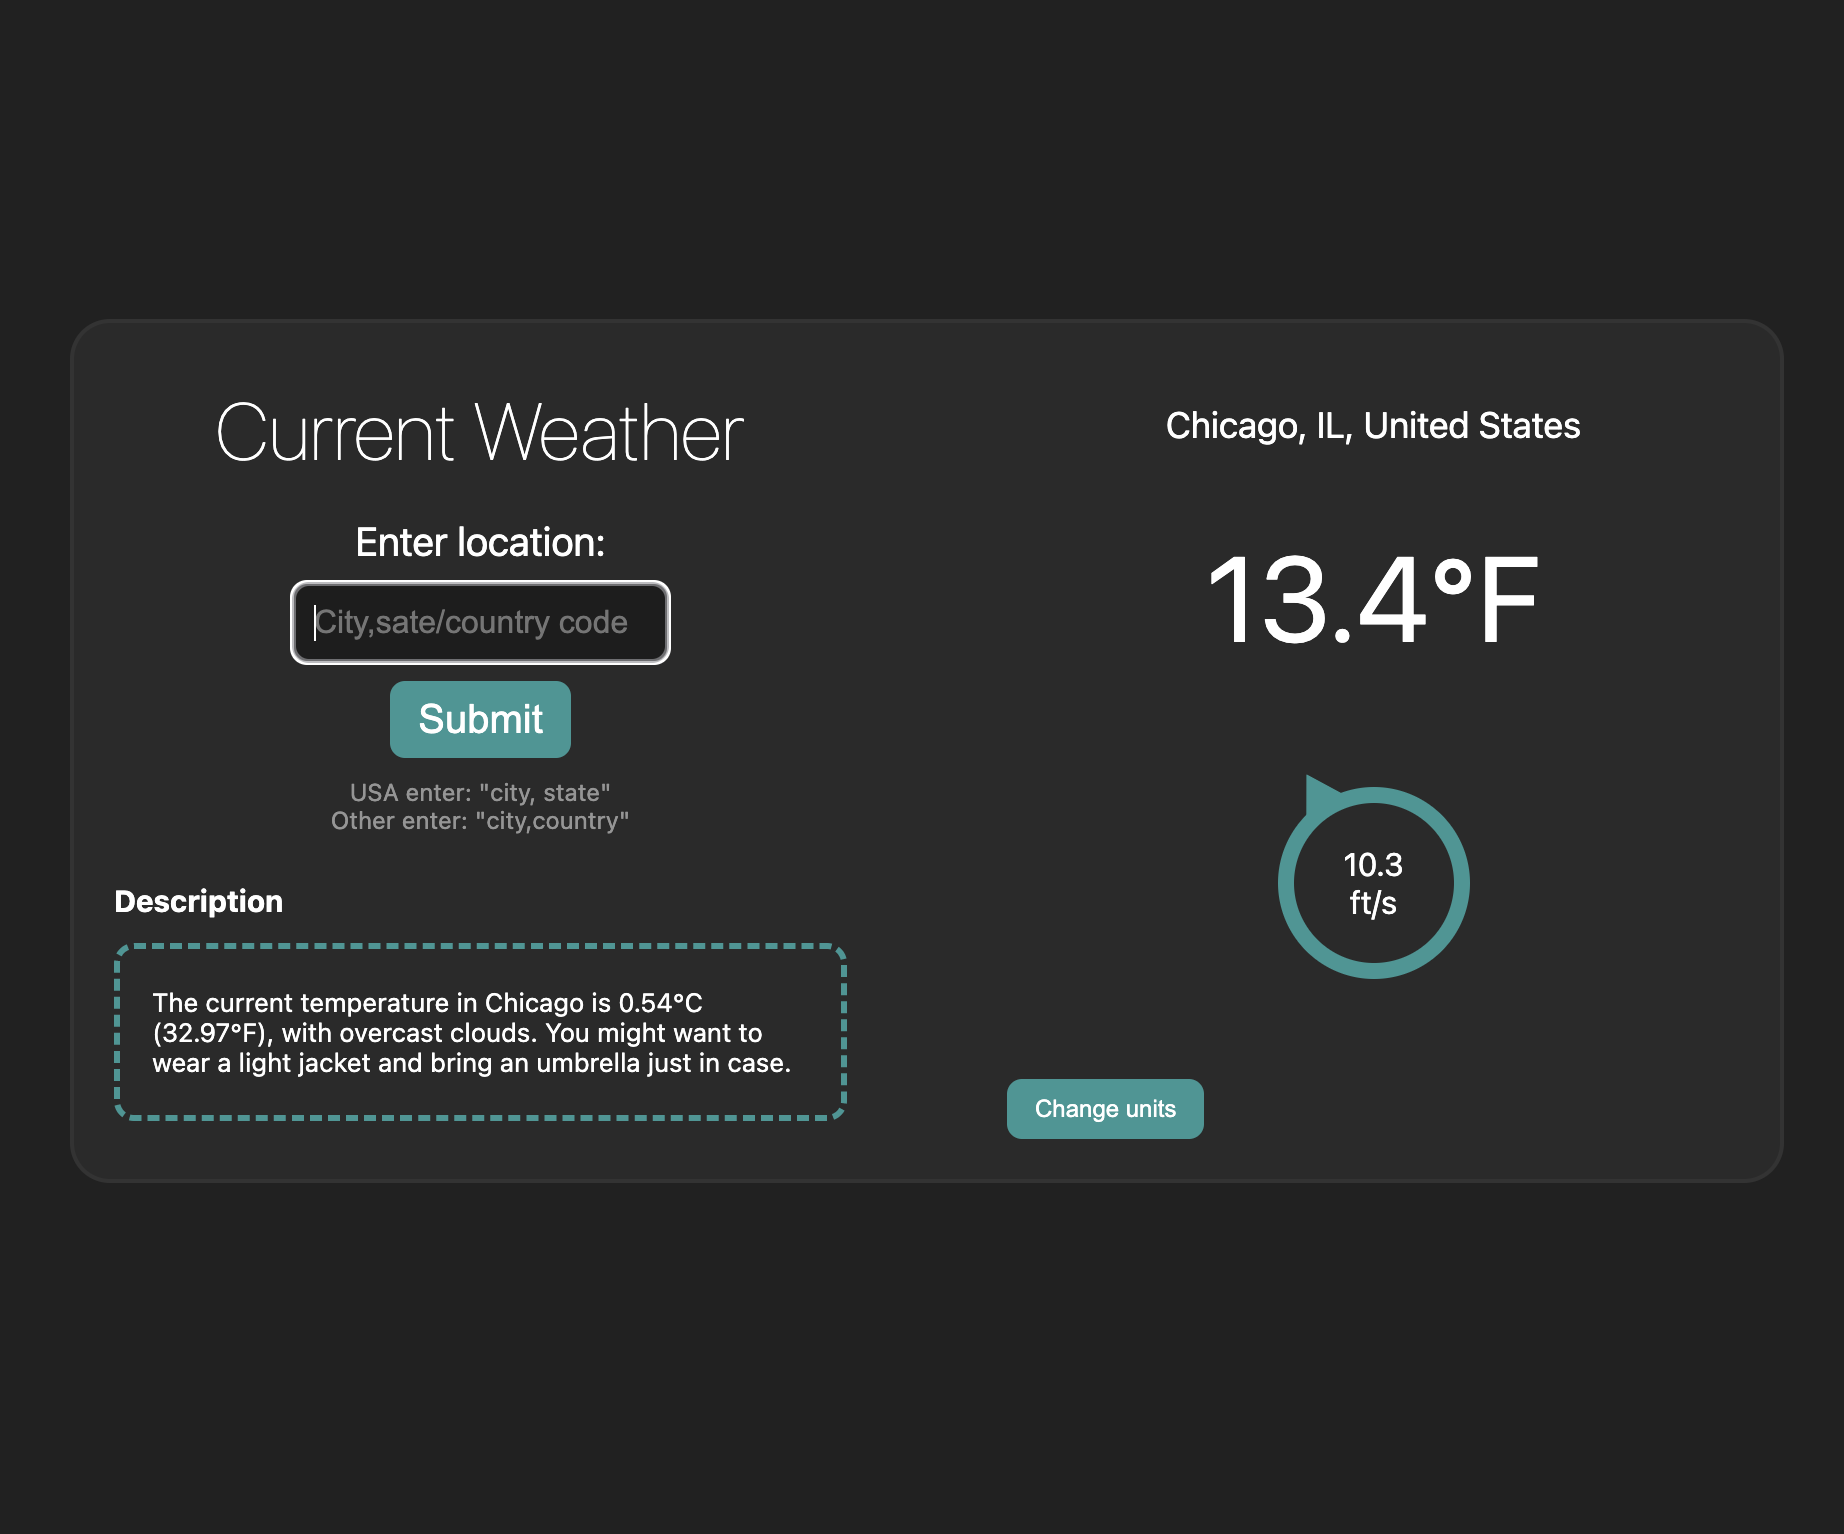 Current Weather
Enter location:
City,sate/country code
Submit
USA enter: "city, state"
Other enter: "city,country"
Description
The current temperature in Chicago is 0.54°C
(32.97°F), with overcast clouds. You might want to
wear a light jacket and bring an umbrella just in case.
Chicago, IL, United States
13.4°F
10.3
ft/s
Change units